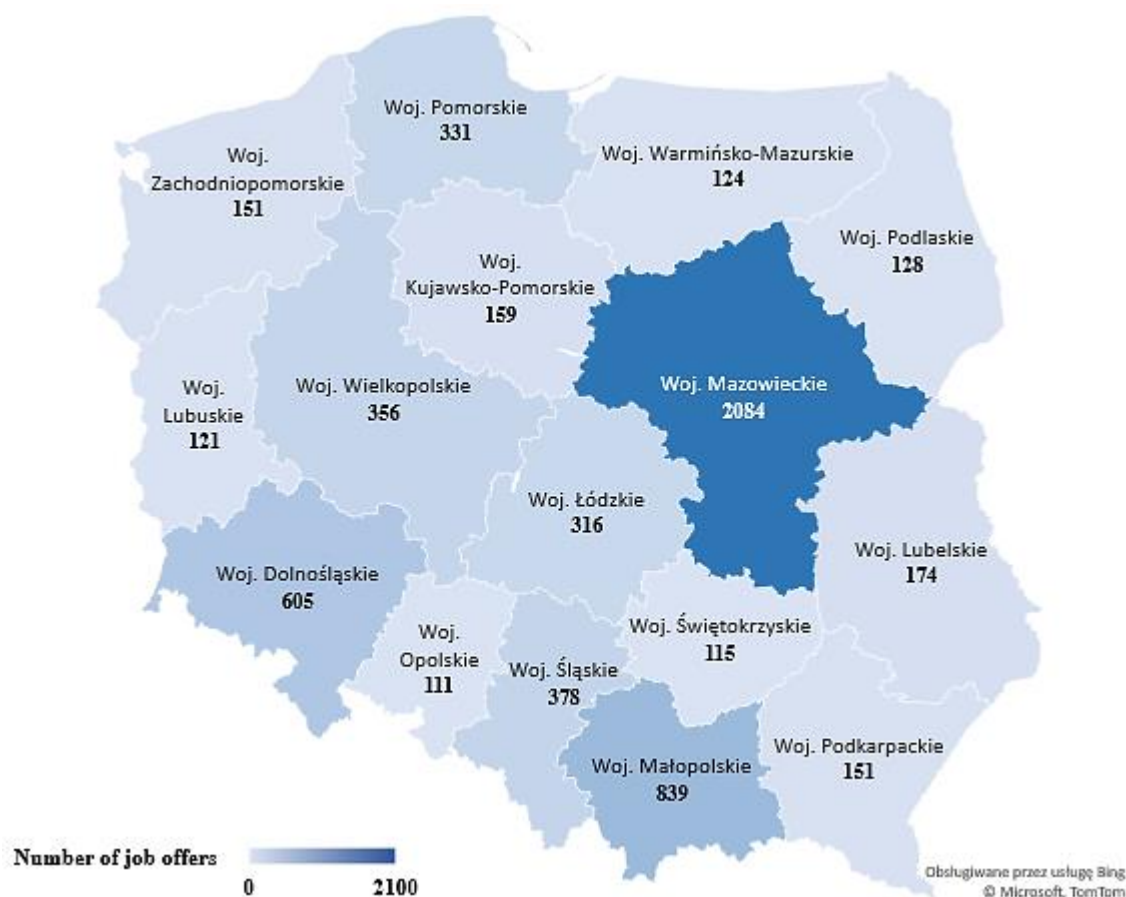 Woj. Pomorskie
331
Woj. Warmińsko-Mazurskie
124
Woj.
Zachodniopomorskie
151
Woj. Podlaskie
128
Woj.
Kujawsko-Pomorskie
159
Woj. Mazowieckie
2084
Woj. Wielkopolskie
356
Woj.
Lubuskie
121
Woj. Łódzkie
316
Woj. Lubelskie
174
Woj. Dolnośląskie
605
Woj.
Opolskie
111
Woj. Śląskie
378
Woj. Świętokrzyskie
115
Woj. Podkarpackie
151
Woj. Małopolskie
839
Number of job offers
0 2100
Obsługiwane przez usługę Bing
© Microsoft, TomTom